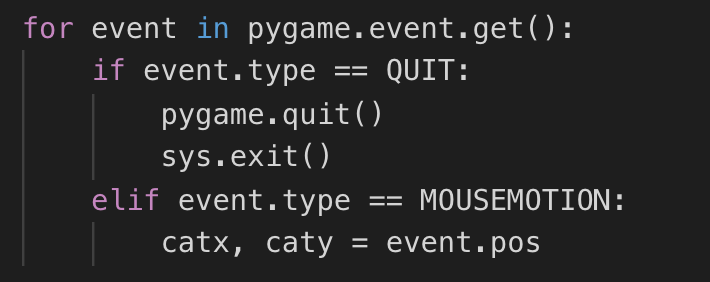 for event in pygame.event.get():
    if event.type == QUIT:
        pygame.quit()
        sys.exit()
    elif event.type == MOUSEMOTION:
        catx, caty = event.pos